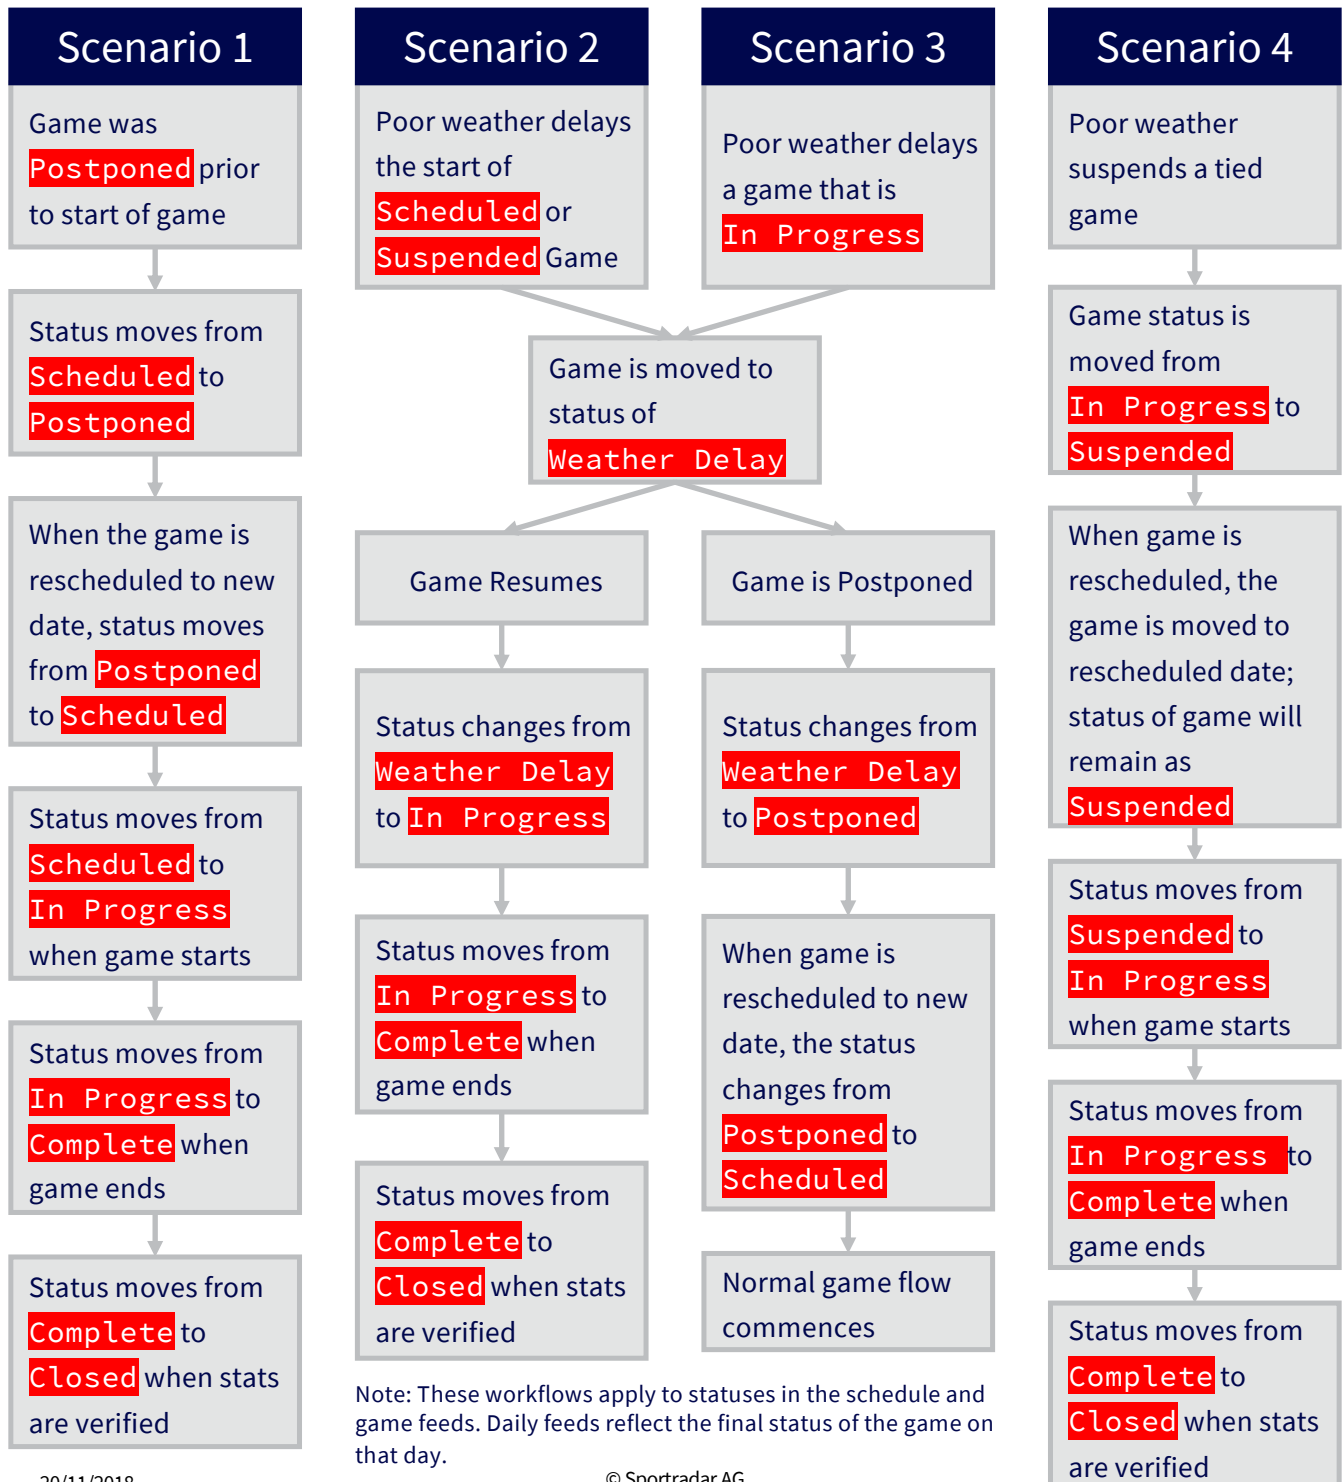 Scenario 1
Game was
Postponed prior
to start of game
Status moves from
Scheduled to
Postponed
When the game is
rescheduled to new
date, status moves
from Postponed
to Scheduled
Status moves from
Scheduled to
In Progress
when game starts
Status moves from
In Progress to
Complete when
game ends
Status moves from
Complete to
Closed when stats
are verified
Scenario 2
Poor weather delays
the start of
Scheduled or
Suspended Game
Scenario 3
Poor weather delays
a game that is
In Progress
Game is moved to
status of
Weather Delay
Game Resumes
Status changes from
Weather Delay
to In Progress
Status moves from
In Progress to
Complete when
game ends
Status moves from
Complete to
Closed when stats
are verified
Game is Postponed
Status changes from
Weather Delay
to Postponed
When game is
rescheduled to new
date, the status
changes from
Postponed to
Scheduled
Normal game flow
commences
Scenario 4
Poor weather
suspends a tied
game
Game status is
moved from
In Progress to
Suspended
When game is
rescheduled, the
game is moved to
rescheduled date;
status of game will
remain as
Suspended
Status moves from
Suspended to
In Progress
when game starts
Status moves from
In Progress to
Complete when
game ends
Status moves from
Complete to
Closed when stats
are verified
Note: These workflows apply to statuses in the schedule and
game feeds. Daily feeds reflect the final status of the game on
that day.
20/11/2018
© Sportradar AG